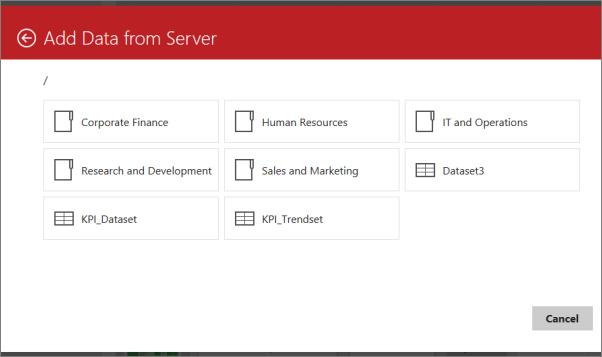 Add Data from Server
/
Corporate Finance
Human Resources
IT and Operations
Research and Development
Sales and Marketing
Dataset3
KPI_Dataset
KPI_Trendset
Cancel